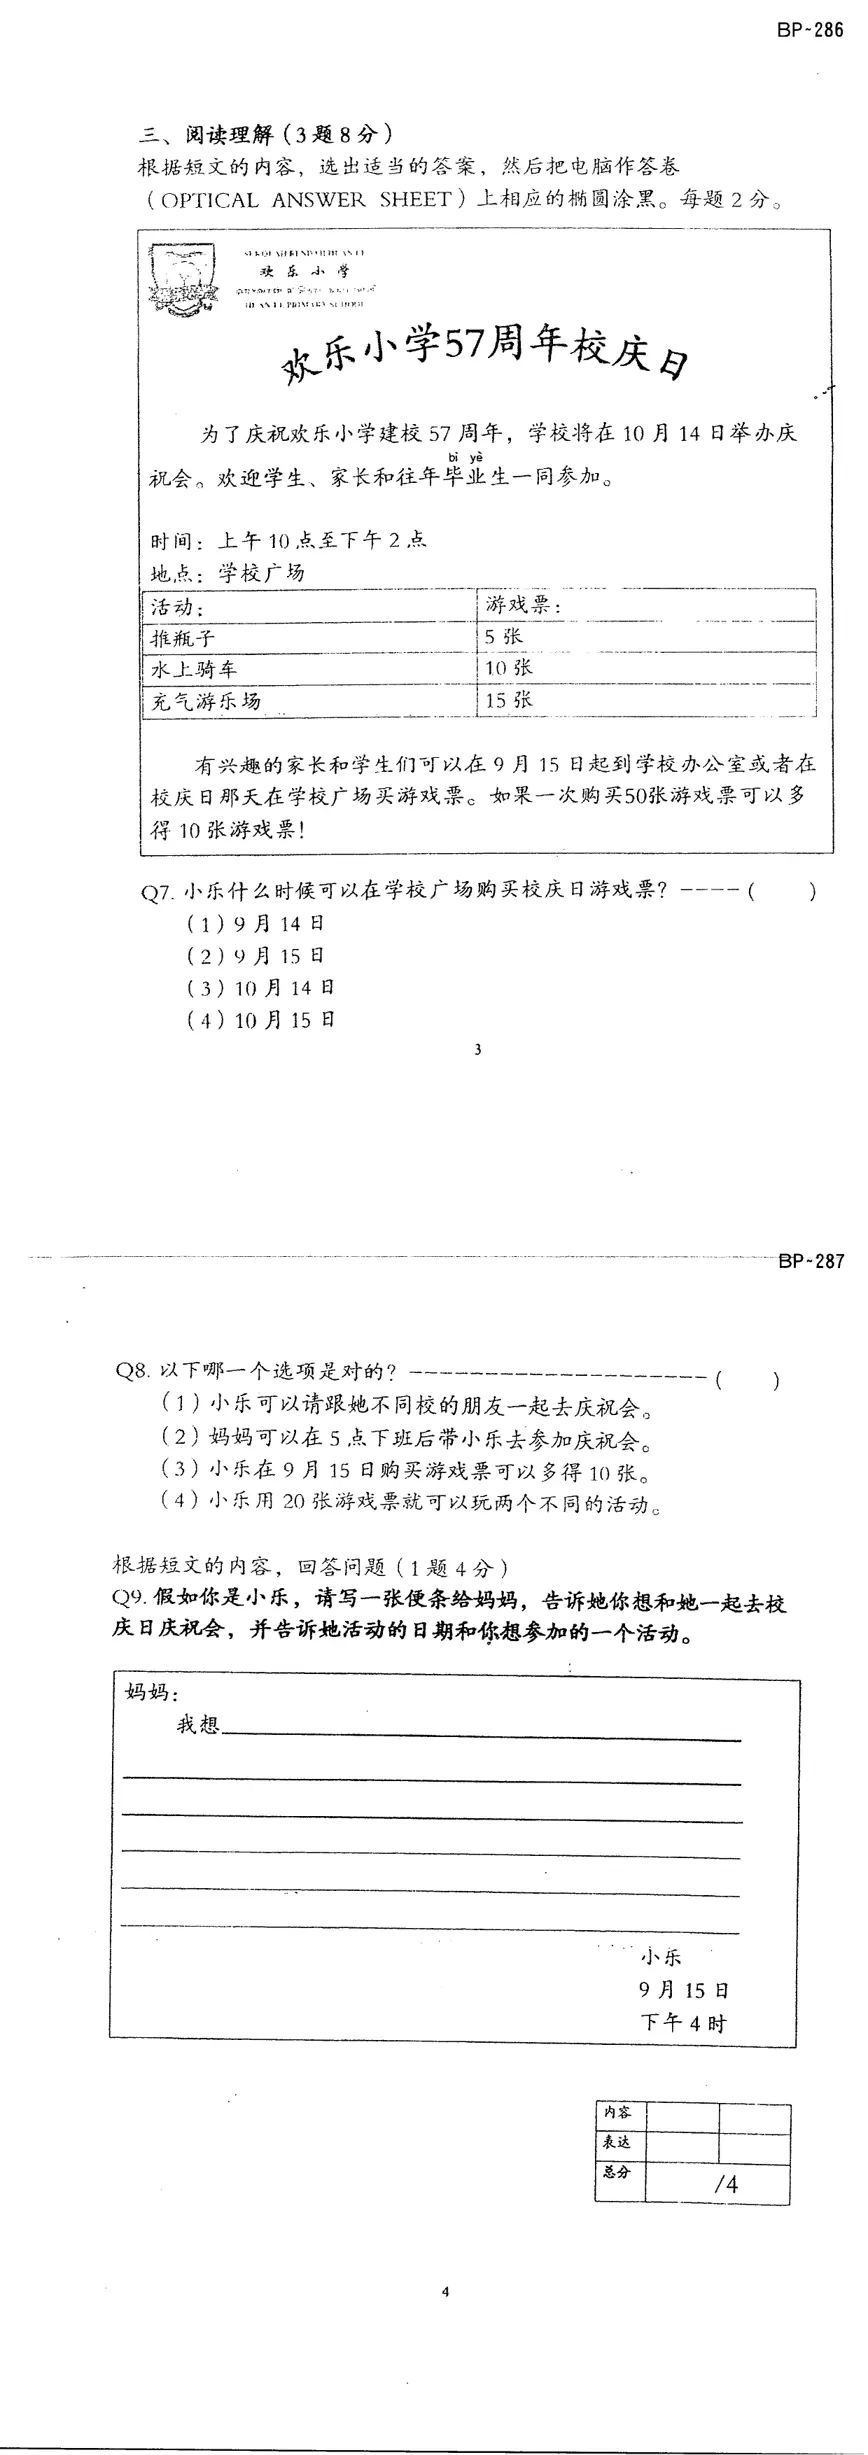 BP-286
三、阅读理解（3题8分）
根据短文的内容，选出适当的答案，然后把电脑作答卷
（OPTICAL ANSWER SHEET）上相应的椭圆涂黑。每题2分。
欢乐小学
欢乐小学57周年校庆日
为了庆祝欢乐小学建校57周年，学校将在10月14日举办庆
bì yè
祝会。欢迎学生、家长和往年毕业生一同参加。
时间：上午10点至下午2点
地点：学校广场
活动： 游戏票：
推瓶子 5张
水上骑车 10张
充气游乐场 15张
有兴趣的家长和学生们可以在9月15日起到学校办公室或者在
校庆日那天在学校广场买游戏票。如果一次购买50张游戏票可以多
得10张游戏票！
Q7. 小乐什么时候可以在学校广场购买校庆日游戏票？----（ ）
（1）9月14日
（2）9月15日
（3）10月14日
（4）10月15日
3
BP-287
Q8. 以下哪一个选项是对的？--------------------（ ）
（1）小乐可以请跟她不同校的朋友一起去庆祝会。
（2）妈妈可以在5点下班后带小乐去参加庆祝会。
（3）小乐在9月15日购买游戏票可以多得10张。
（4）小乐用20张游戏票就可以玩两个不同的活动。
根据短文的内容，回答问题（1题4分）
Q9. 假如你是小乐，请写一张便条给妈妈，告诉她你想和她一起去校
庆日庆祝会，并告诉她活动的日期和你想参加的一个活动。
妈妈：
我想
小乐
9月15日
下午4时
内容
表达
总分 /4
4